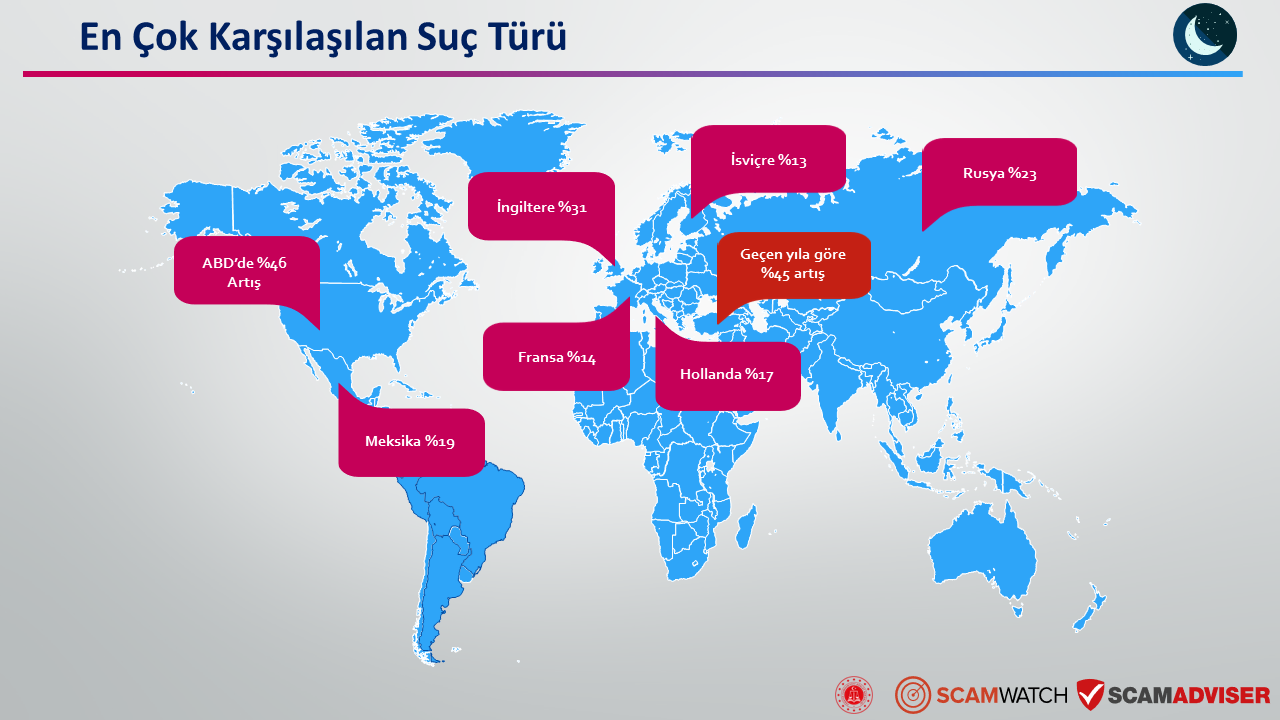 En Çok Karşılaşılan Suç Türü
İsviçre %13
Rusya %23
İngiltere %31
ABD'de %46
Artış
Geçen yıla göre
%45 artış
Fransa %14
Hollanda %17
Meksika %19
SCAMWATCH
SCAMADVISER